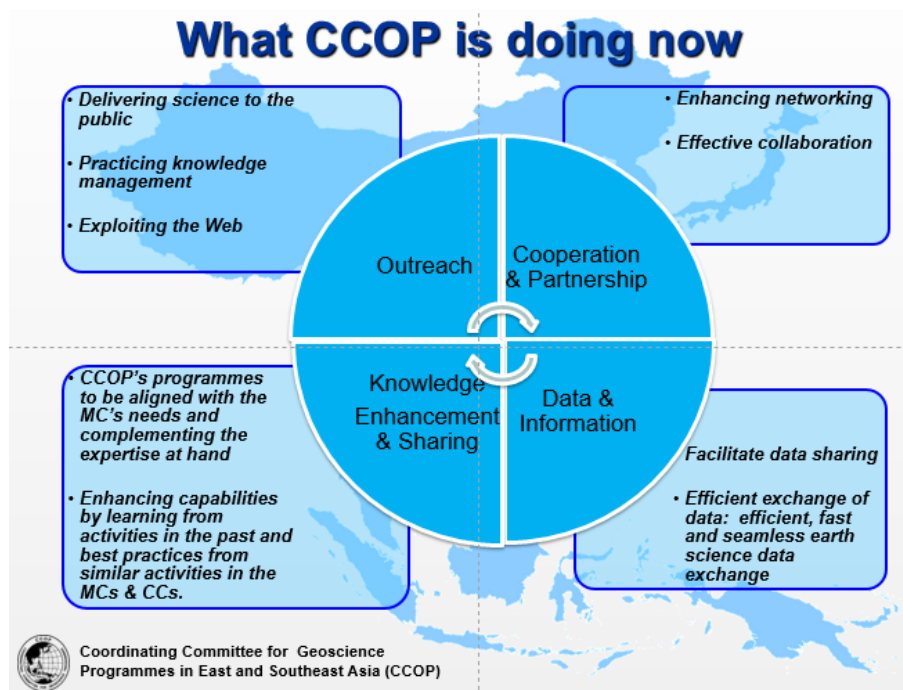 What CCOP is doing now
• Delivering science to the
public
• Practicing knowledge
management
• Exploiting the Web
• Enhancing networking
• Effective collaboration
Outreach
Cooperation
& Partnership
Knowledge
Enhancement
& Sharing
Data &
Information
• CCOP's programmes
to be aligned with the
MC's needs and
complementing the
expertise at hand
• Enhancing capabilities
by learning from
activities in the past and
best practices from
similar activities in the
MCs & CCs.
Facilitate data sharing
• Efficient exchange of
data: efficient, fast
and seamless earth
science data
exchange
CCOP
Coordinating Committee for Geoscience
Programmes in East and Southeast Asia (CCOP)